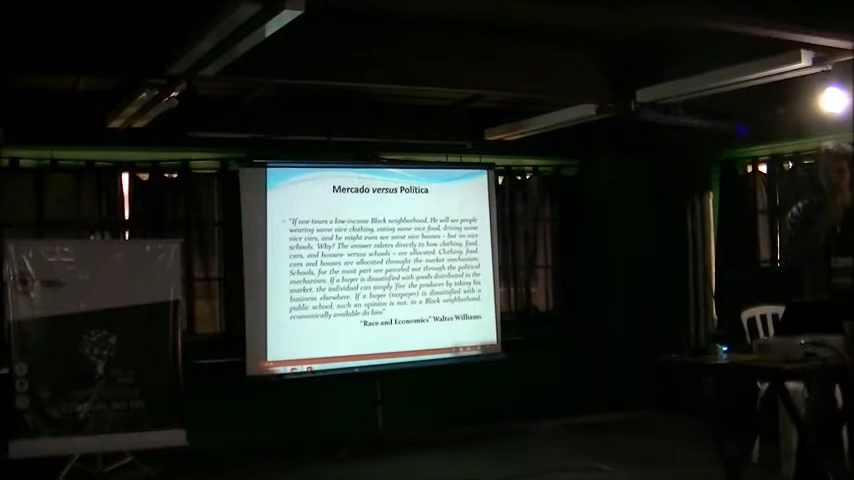 Mercado versus Política
"If one tours a low-income Black neighborhood, He will see people
wearing some nice clothing, eating some nice food, driving some
nice cars, and he might even see some nice houses – but no nice
schools. Why? The answer raletes directly to how clothing, food,
cars, and houses- versus schools – are allocated. Clothing, food,
cars and houses are allocated throught the market mechanism.
Schools, for the most part are parceled out through the political
mechanism. If a buyer is dissatisfied with goods distributed in the
market, the individual can simply 'fire' the producer by taking his
business elsewhere. If a buyer (taxpayer) is dissatisfied with a
public school, such an opinion is not, in a Black neighborhood,
economically available do him"
"Race and Economics" Walter Williams